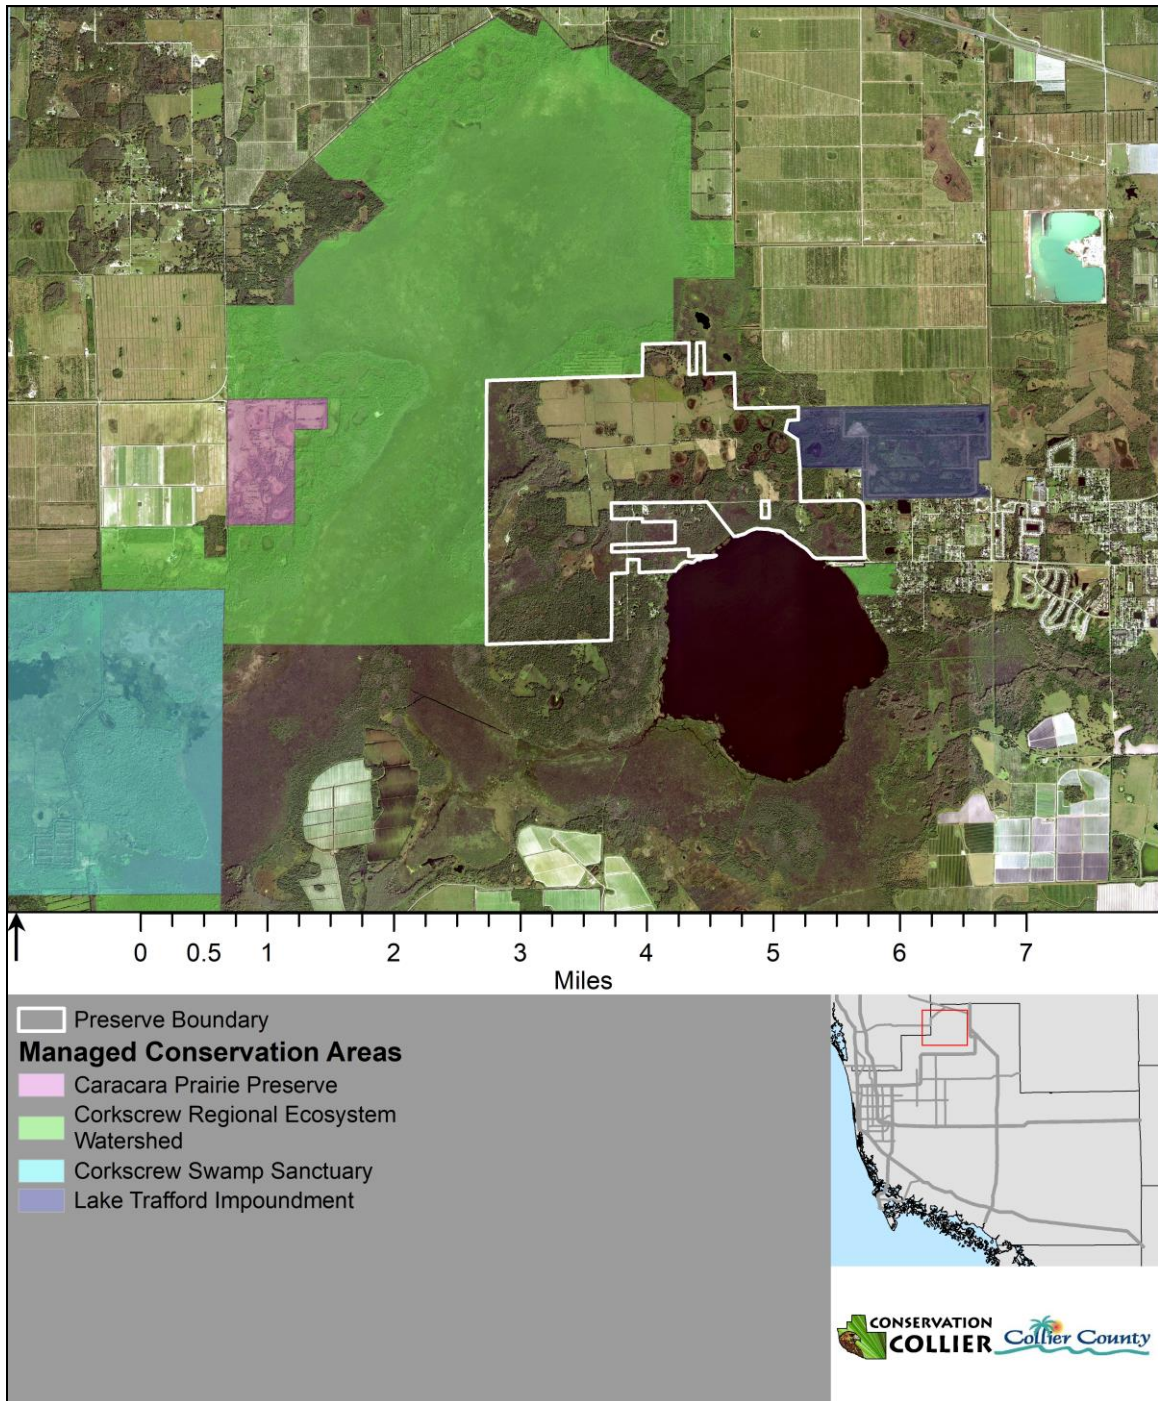 0 0.5 1 2 3 4 5 6 7
Miles
Preserve Boundary
Managed Conservation Areas
Caracara Prairie Preserve
Corkscrew Regional Ecosystem
Watershed
Corkscrew Swamp Sanctuary
Lake Trafford Impoundment
CONSERVATION
COLLIER
Collier County